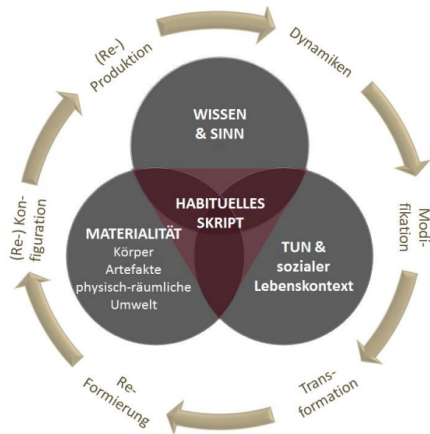 (Re-)
Produktion
Dynamiken
WISSEN
& SINN
HABITUELLES
SKRIPT
(Re-) Kon-
figuration
Modi-
fikation
MATERIALITÄT
Körper
Artefakte
physisch-räumliche
Umwelt
TUN &
sozialer
Lebenskontext
Re-
Formierung
Trans-
formation